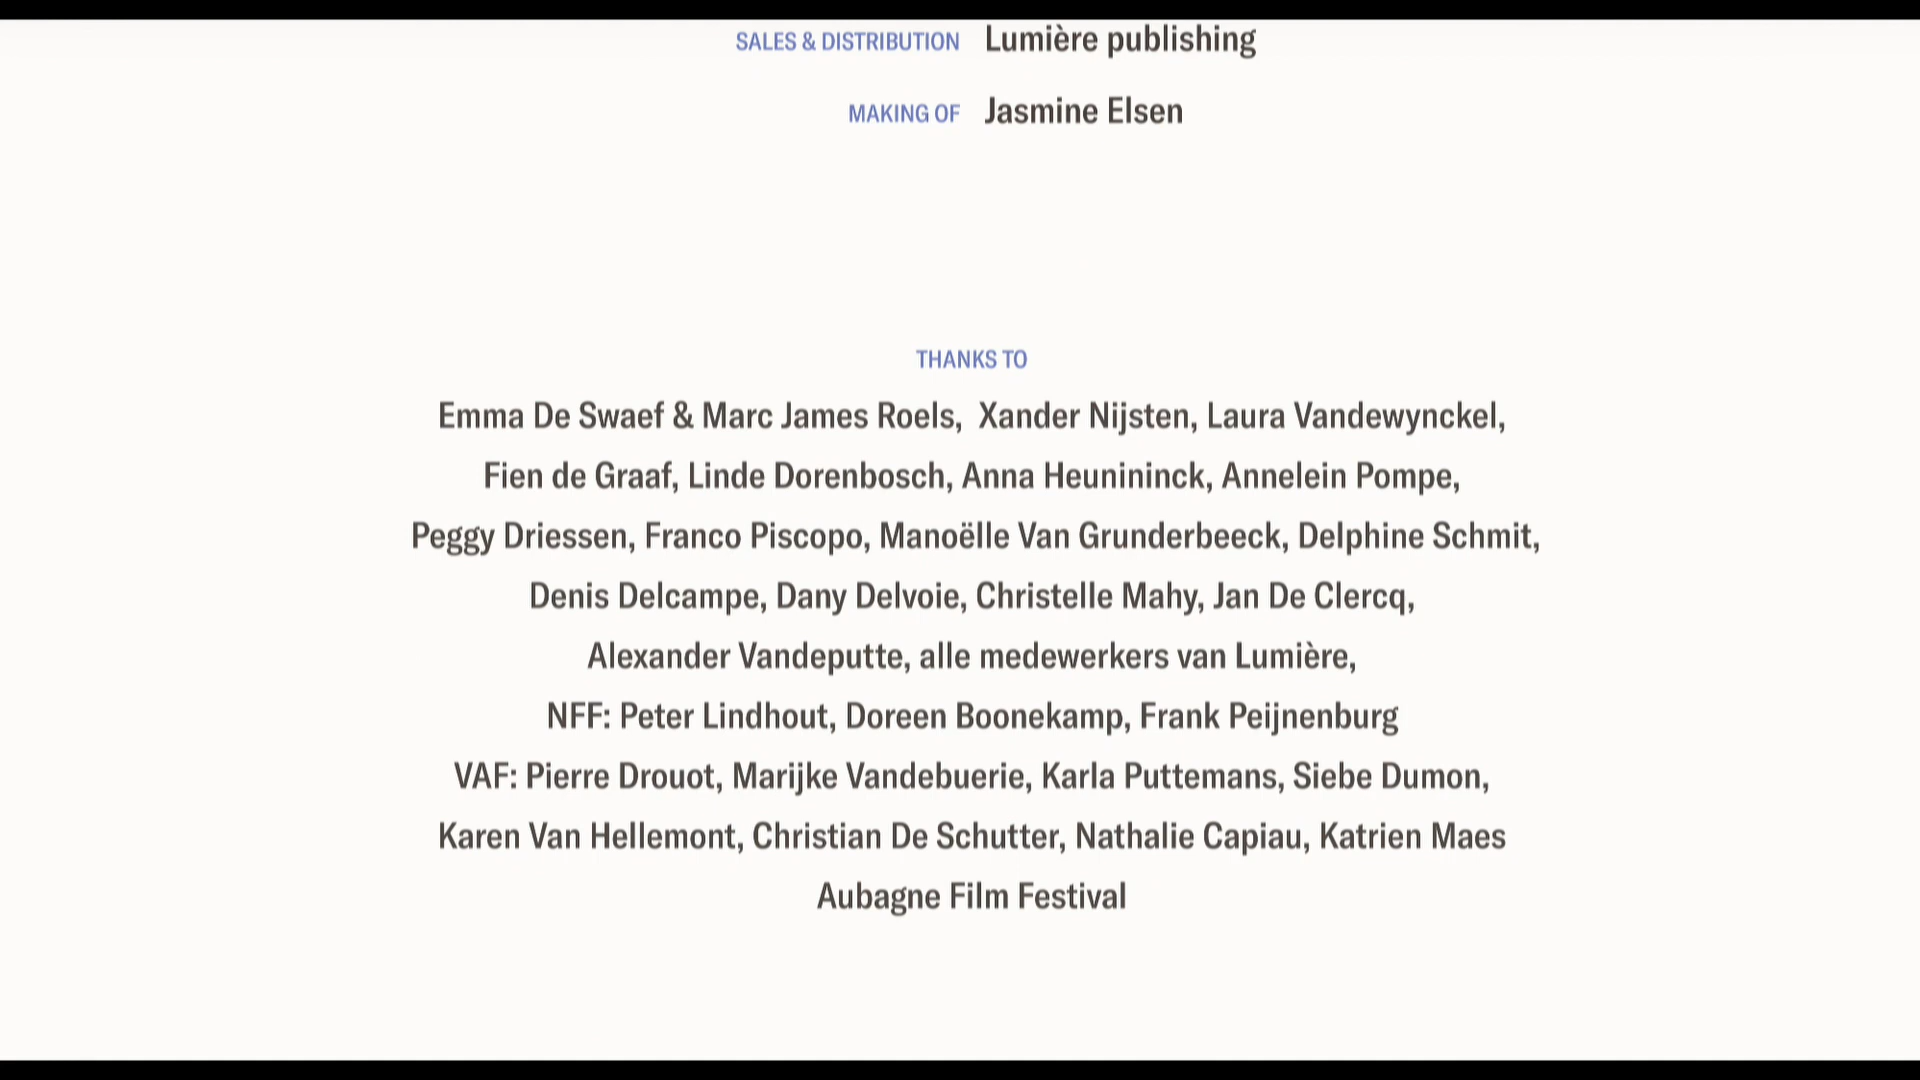 SALES & DISTRIBUTION Lumière publishing
MAKING OF Jasmine Elsen
THANKS TO
Emma De Swaef & Marc James Roels, Xander Nijsten, Laura Vandewynckel,
Fien de Graaf, Linde Dorenbosch, Anna Heunininck, Annelein Pompe,
Peggy Driessen, Franco Piscopo, Manoëlle Van Grunderbeeck, Delphine Schmit,
Denis Delcampe, Dany Delvoie, Christelle Mahy, Jan De Clercq,
Alexander Vandeputte, alle medewerkers van Lumière,
NFF: Peter Lindhout, Doreen Boonekamp, Frank Peijnenburg
VAF: Pierre Drouot, Marijke Vandebuerie, Karla Puttemans, Siebe Dumon,
Karen Van Hellemont, Christian De Schutter, Nathalie Capiau, Katrien Maes
Aubagne Film Festival